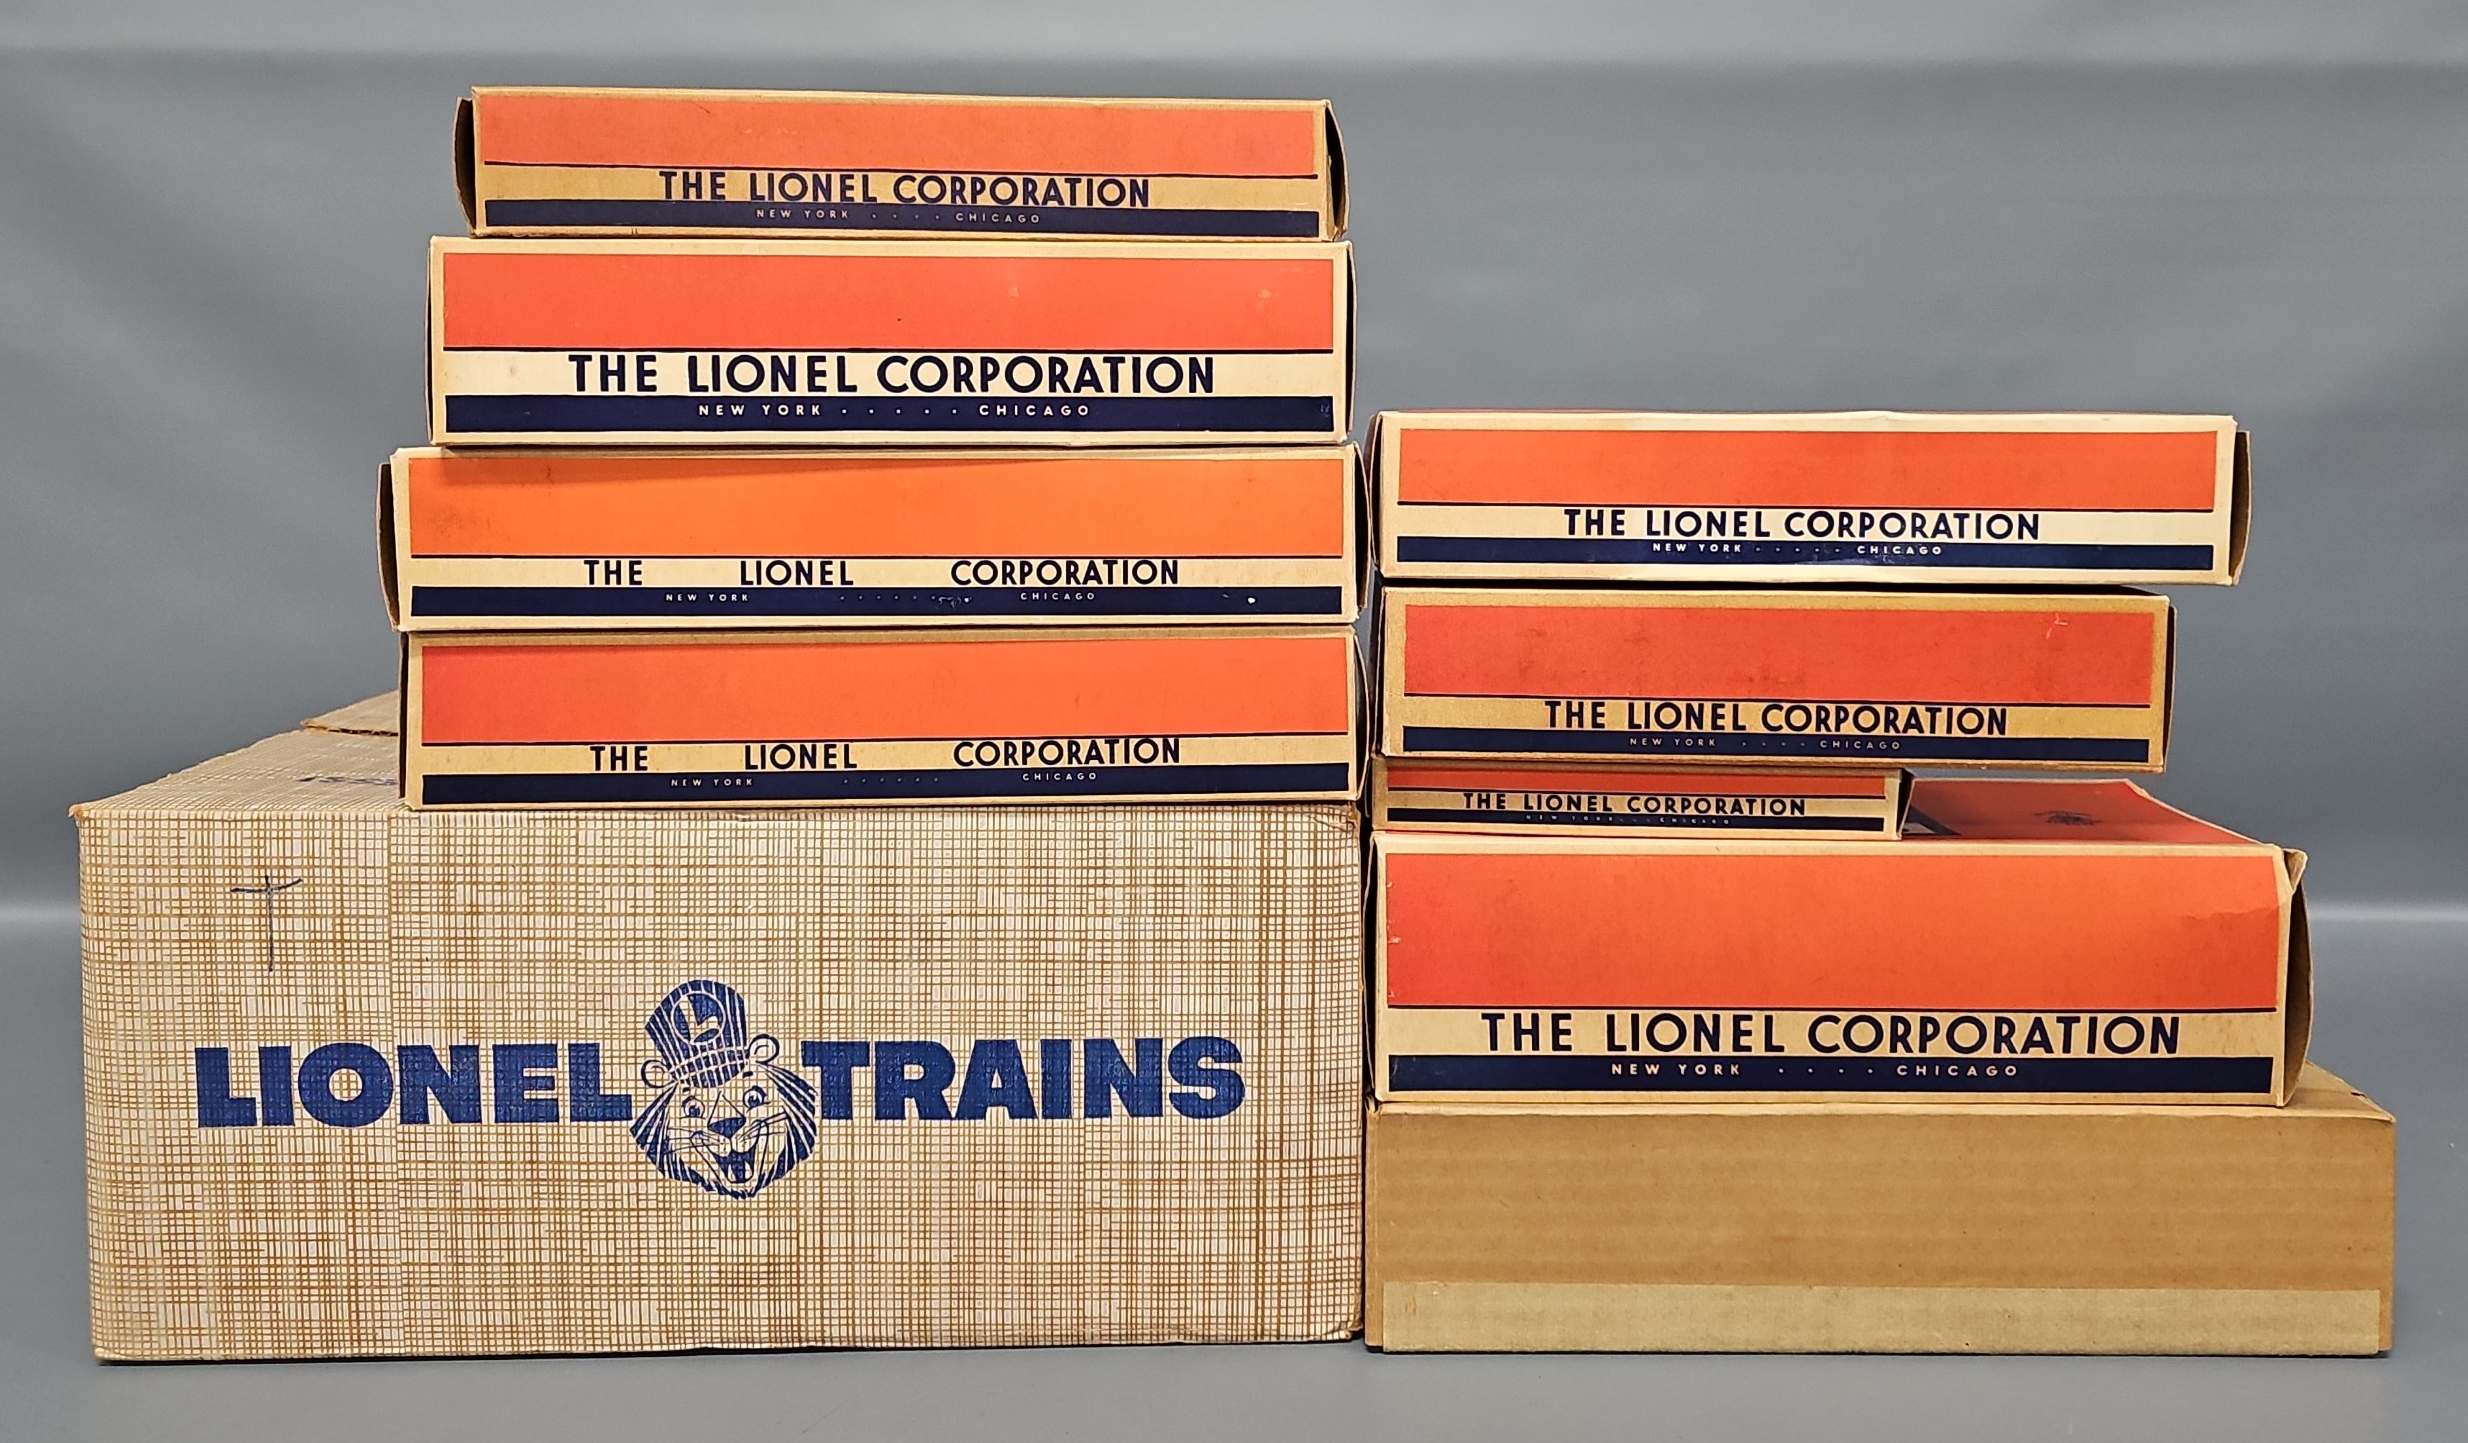 THE LIONEL CORPORATION
NEW YORK . . . . CHICAGO
THE LIONEL CORPORATION
NEW YORK . . . . . CHICAGO
THE LIONEL CORPORATION
NEW YORK . . . . . . CHICAGO
THE LIONEL CORPORATION
NEW YORK . . . . . . CHICAGO
T
LIONEL L TRAINS
THE LIONEL CORPORATION
NEW YORK . . . . . CHICAGO
THE LIONEL CORPORATION
NEW YORK . . . . CHICAGO
THE LIONEL CORPORATION
NEW YORK . . . . CHICAGO
THE LIONEL CORPORATION
NEW YORK . . . . CHICAGO